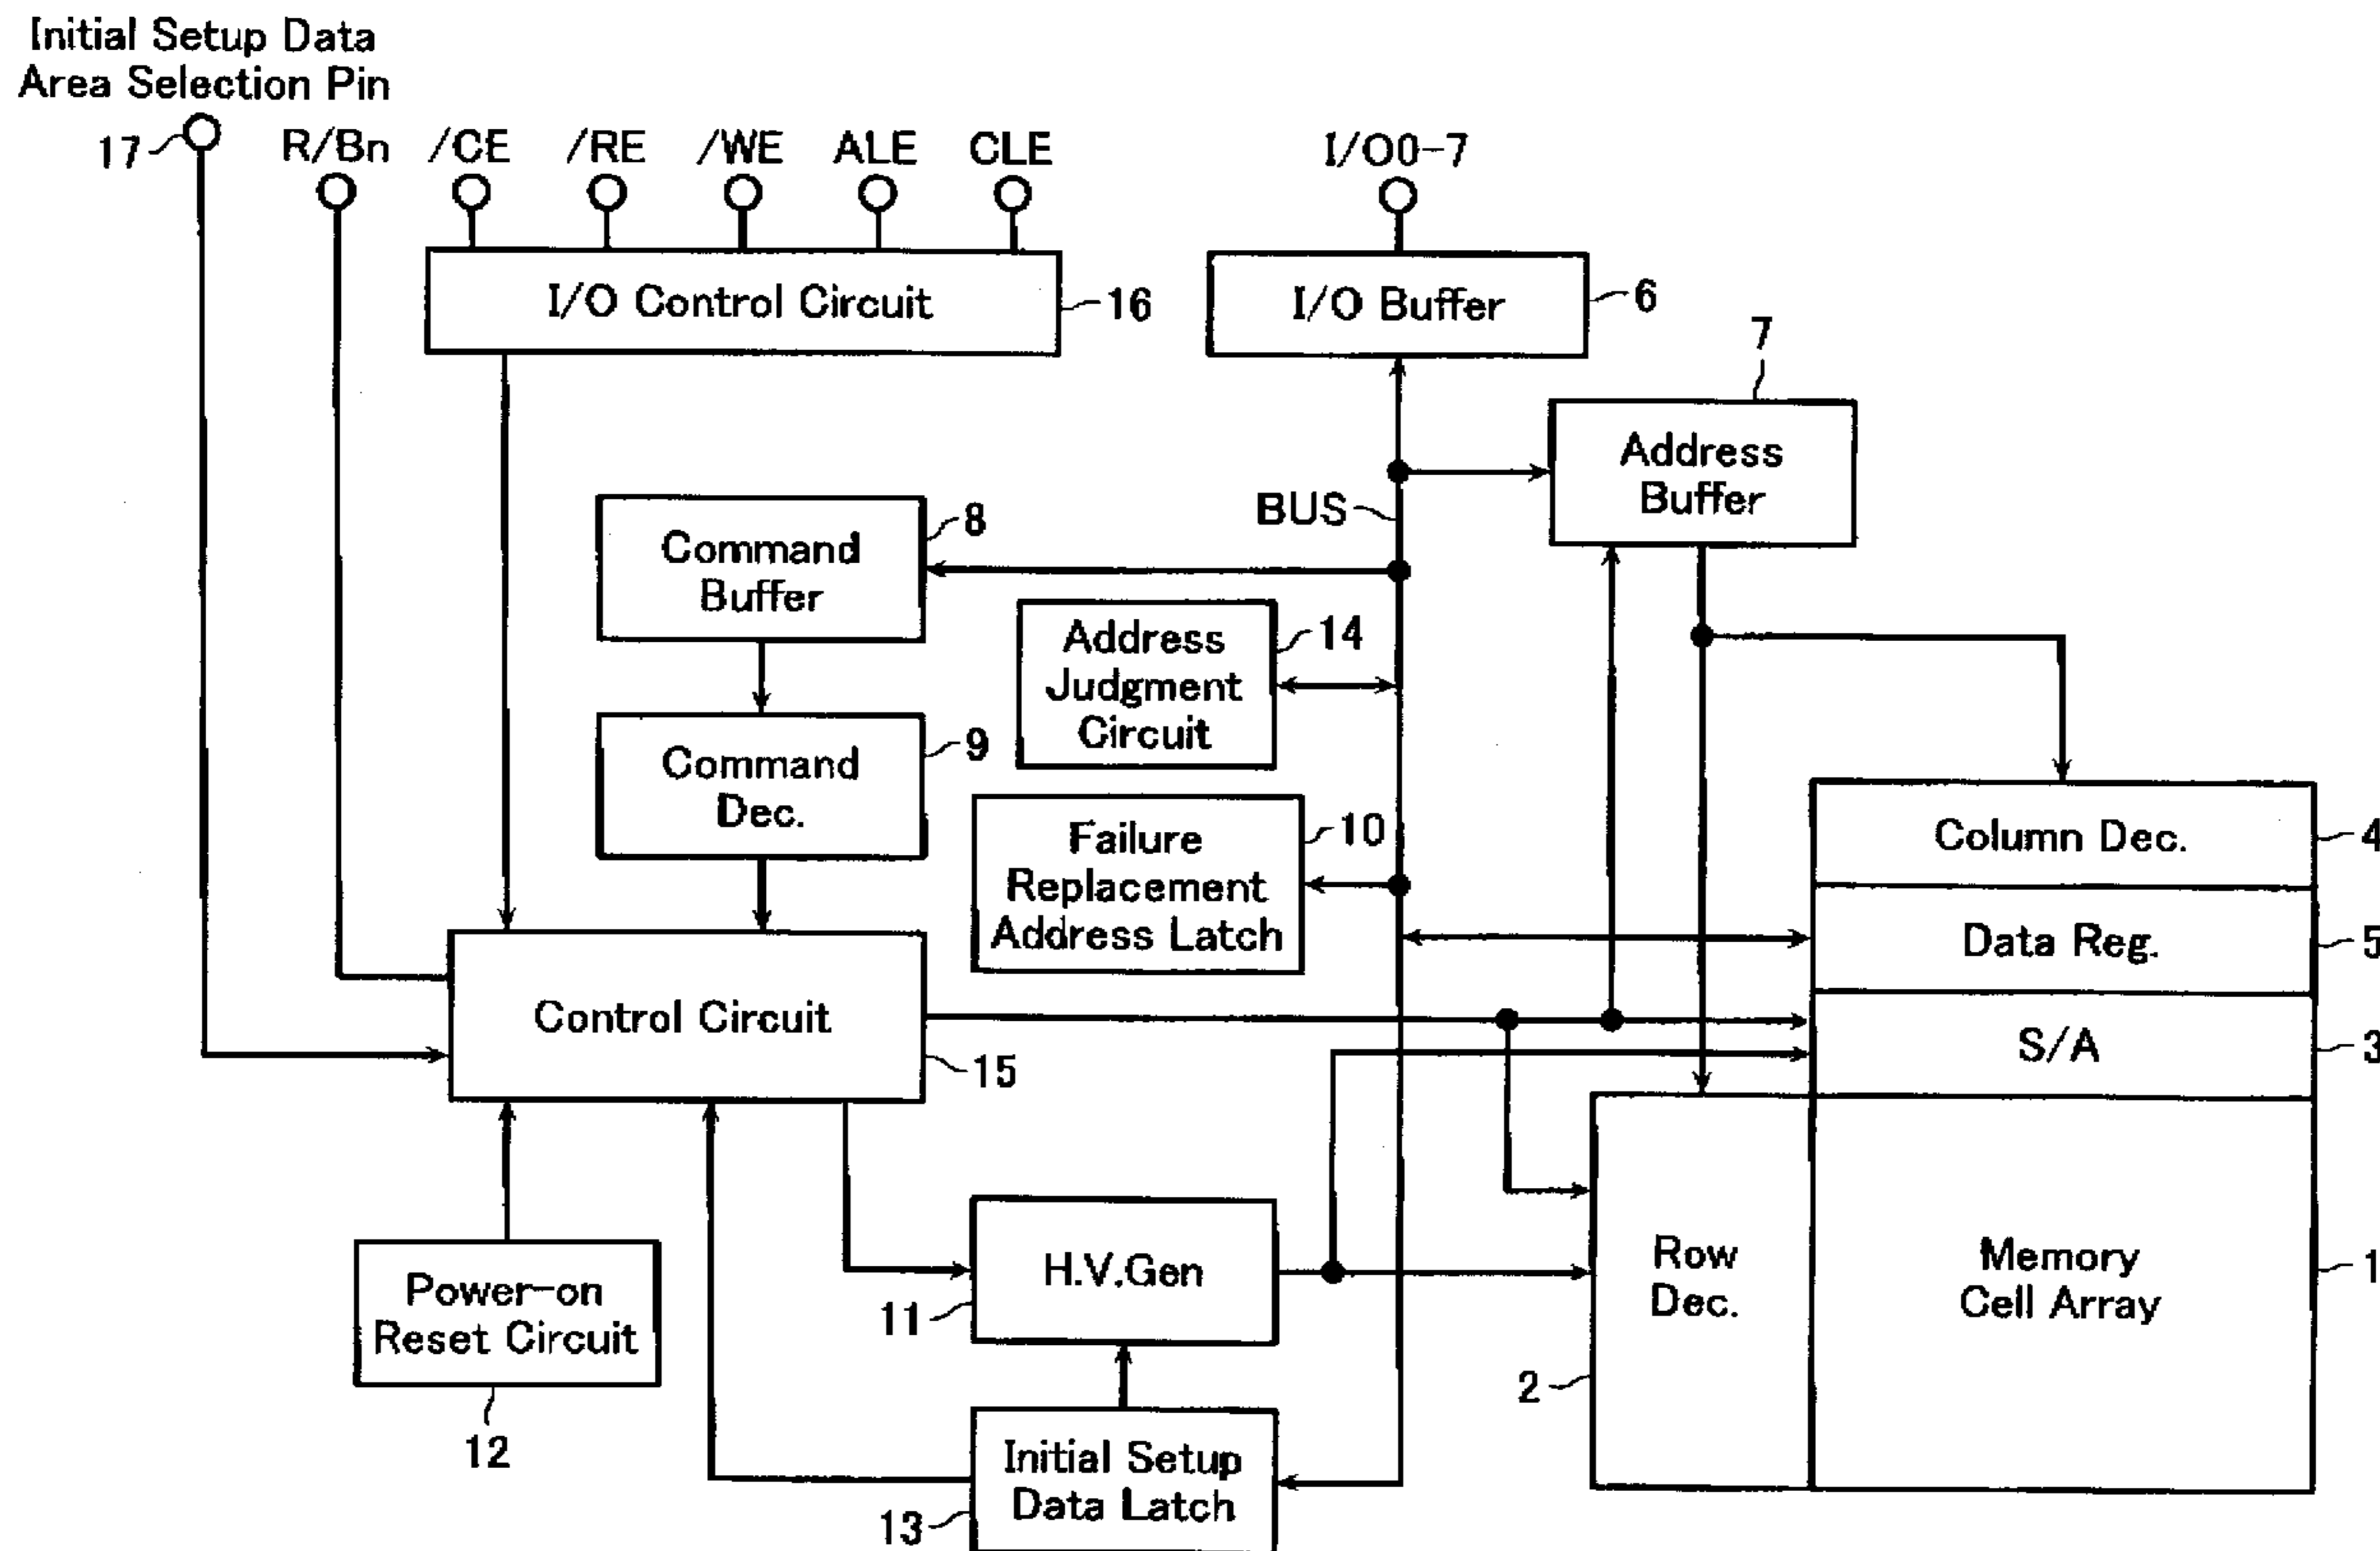 Initial Setup Data
Area Selection Pin
17
R/Bn
/CE
/RE
/WE
ALE
CLE
I/O0-7
I/O Control Circuit
16
I/O Buffer
6
7
Address
Buffer
BUS
Command
Buffer
8
Address
Judgment
Circuit
14
Command
Dec.
9
Failure
Replacement
Address Latch
10
Column Dec.
4
Data Reg.
5
Control Circuit
15
S/A
3
Power-on
Reset Circuit
12
H.V.Gen
11
Row
Dec.
2
Memory
Cell Array
1
Initial Setup
Data Latch
13